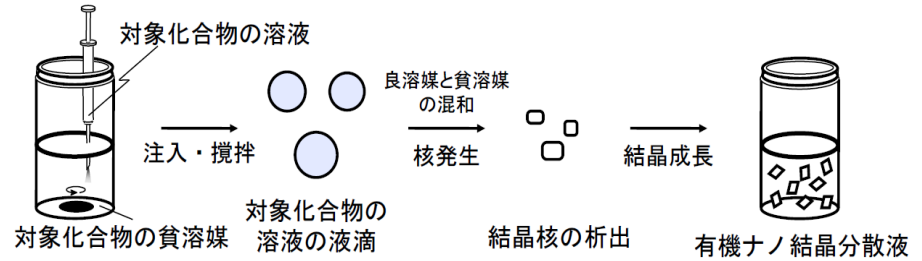 対象化合物の溶液
注入・撹拌
対象化合物の貧溶媒
対象化合物の
溶液の液滴
良溶媒と貧溶媒
の混和
核発生
結晶核の析出
結晶成長
有機ナノ結晶分散液